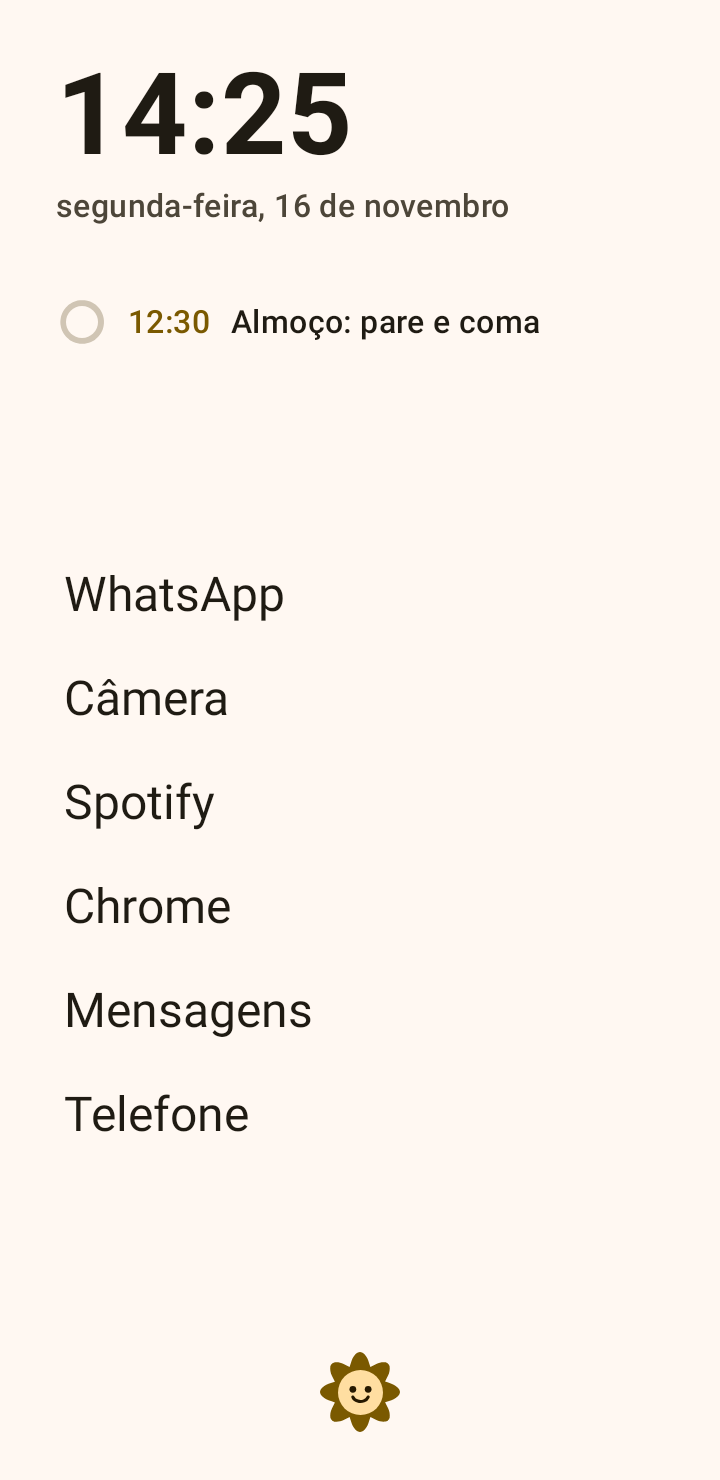 14:25
segunda-feira, 16 de novembro
12:30 Almoço: pare e coma
WhatsApp
Câmera
Spotify
Chrome
Mensagens
Telefone